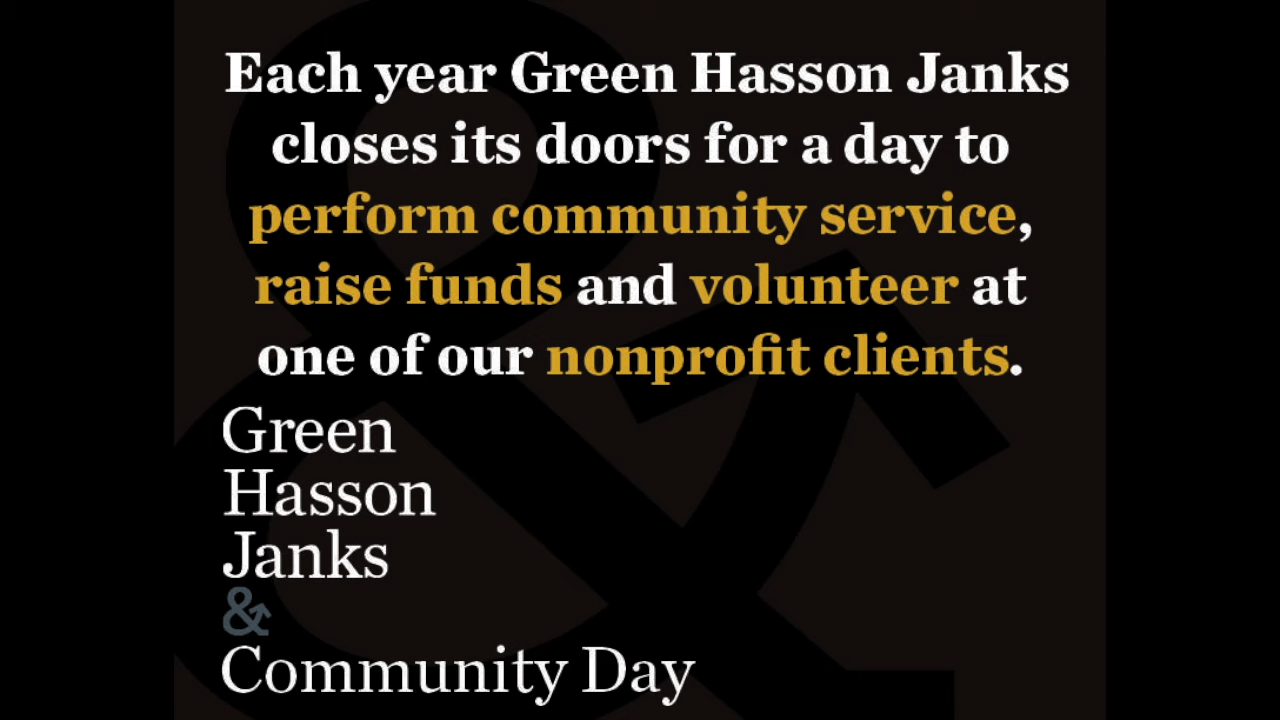 Each year Green Hasson Janks
closes its doors for a day to
perform community service,
raise funds and volunteer at
one of our nonprofit clients.
Green
Hasson
Janks
&
Community Day